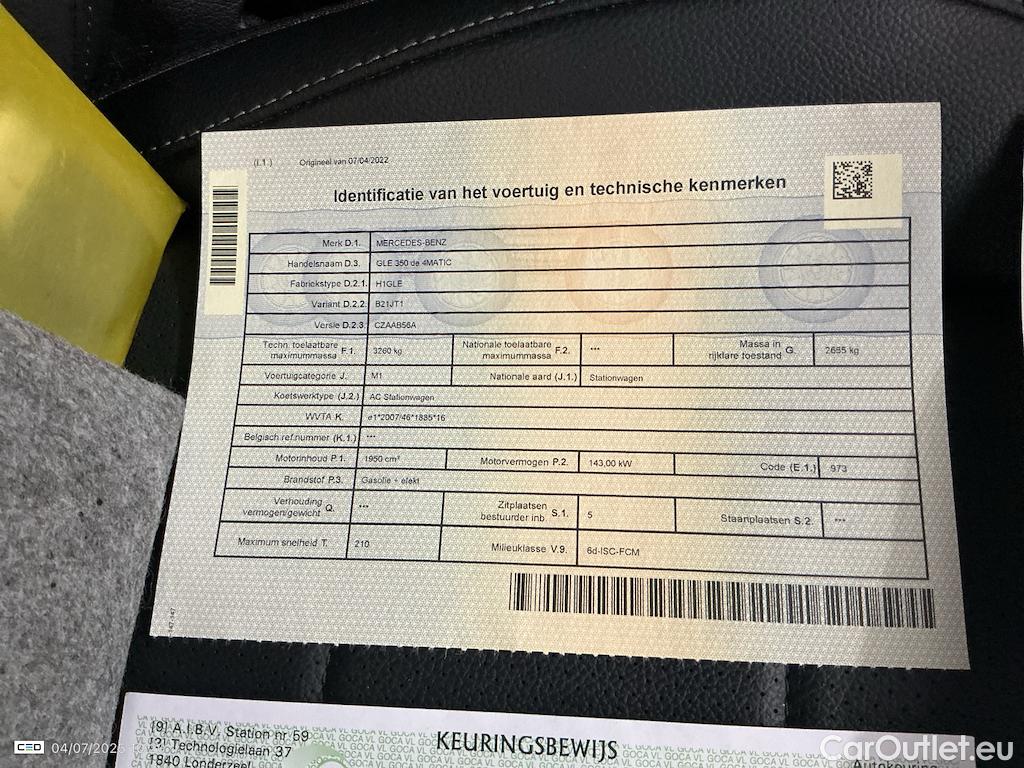 (I.1.) Origineel van 07/04/2022
Identificatie van het voertuig en technische kenmerken
Merk D.1. MERCEDES-BENZ
Handelsnaam D.3. GLE 350 de 4MATIC
Fabriekstype D.2.1. H1GLE
Variant D.2.2. B21JT1
Versie D.2.3. CZAAB56A
Techn. toelaatbare maximummassa F.1. 3260 kg Nationale toelaatbare maximummassa F.2. *** Massa in rijklare toestand G. 2655 kg
Voertuigcategorie J. M1 Nationale aard (J.1.) Stationwagen
Koetswerktype (J.2.) AC Stationwagen
WVTA K. e1*2007/46*1885*16
Belgisch ref.nummer (K.1.) ***
Motorinhoud P.1. 1950 cm³ Motorvermogen P.2. 143,00 kW Code (E.1.) 973
Brandstof P.3. Gasolie + elekt
Verhouding vermogen/gewicht Q. *** Zitplaatsen bestuurder inb. S.1. 5 Staanplaatsen S.2. ***
Maximum snelheid T. 210 Milieuklasse V.9. 6d-ISC-FCM
KEURINGSBEWIJS
(9) A.I.B.V. Station nr 59
(3) Technologielaan 37
1840 Londerzeel
Autokeuring
CEO 04/07/202
CarOutlet.eu